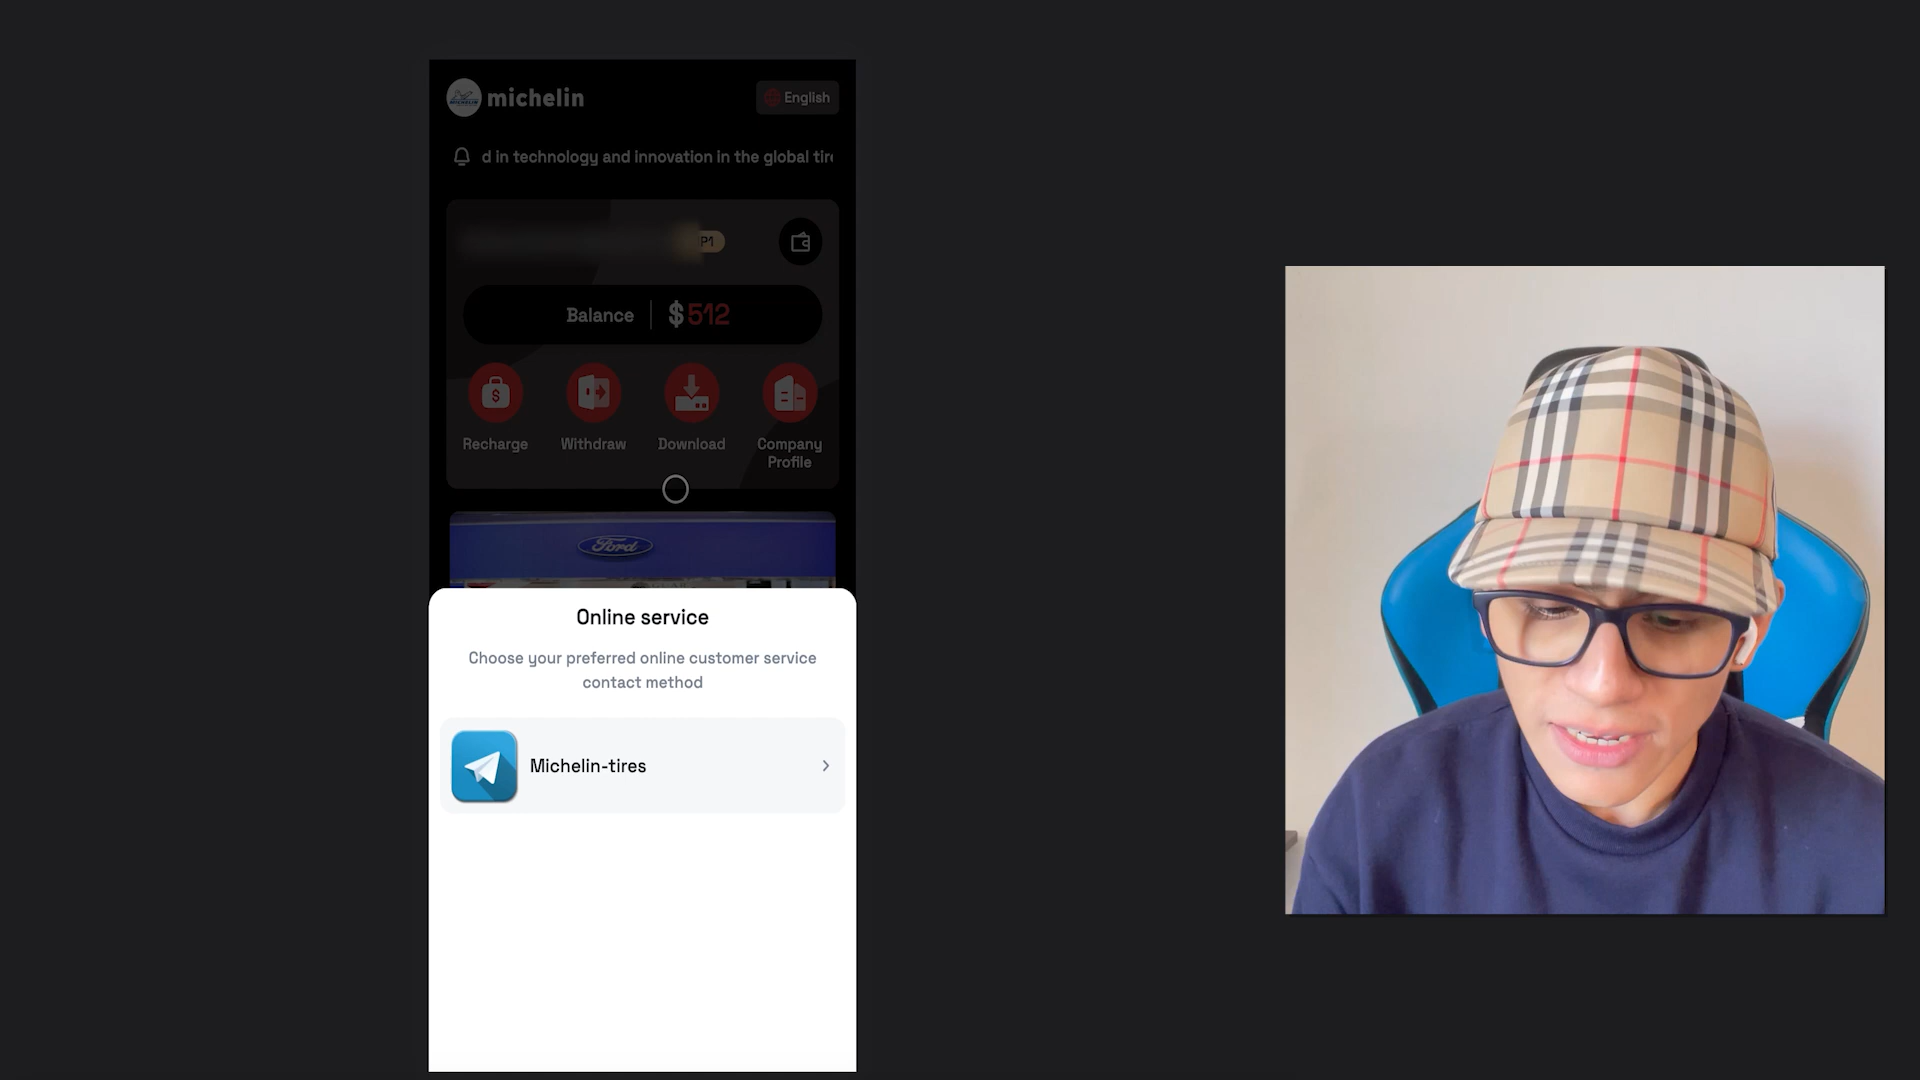 michelin
English
d in technology and innovation in the global tir
P1
Balance
$512
Recharge
Withdraw
Download
Company
Profile
Ford
Online service
Choose your preferred online customer service
contact method
Michelin-tires